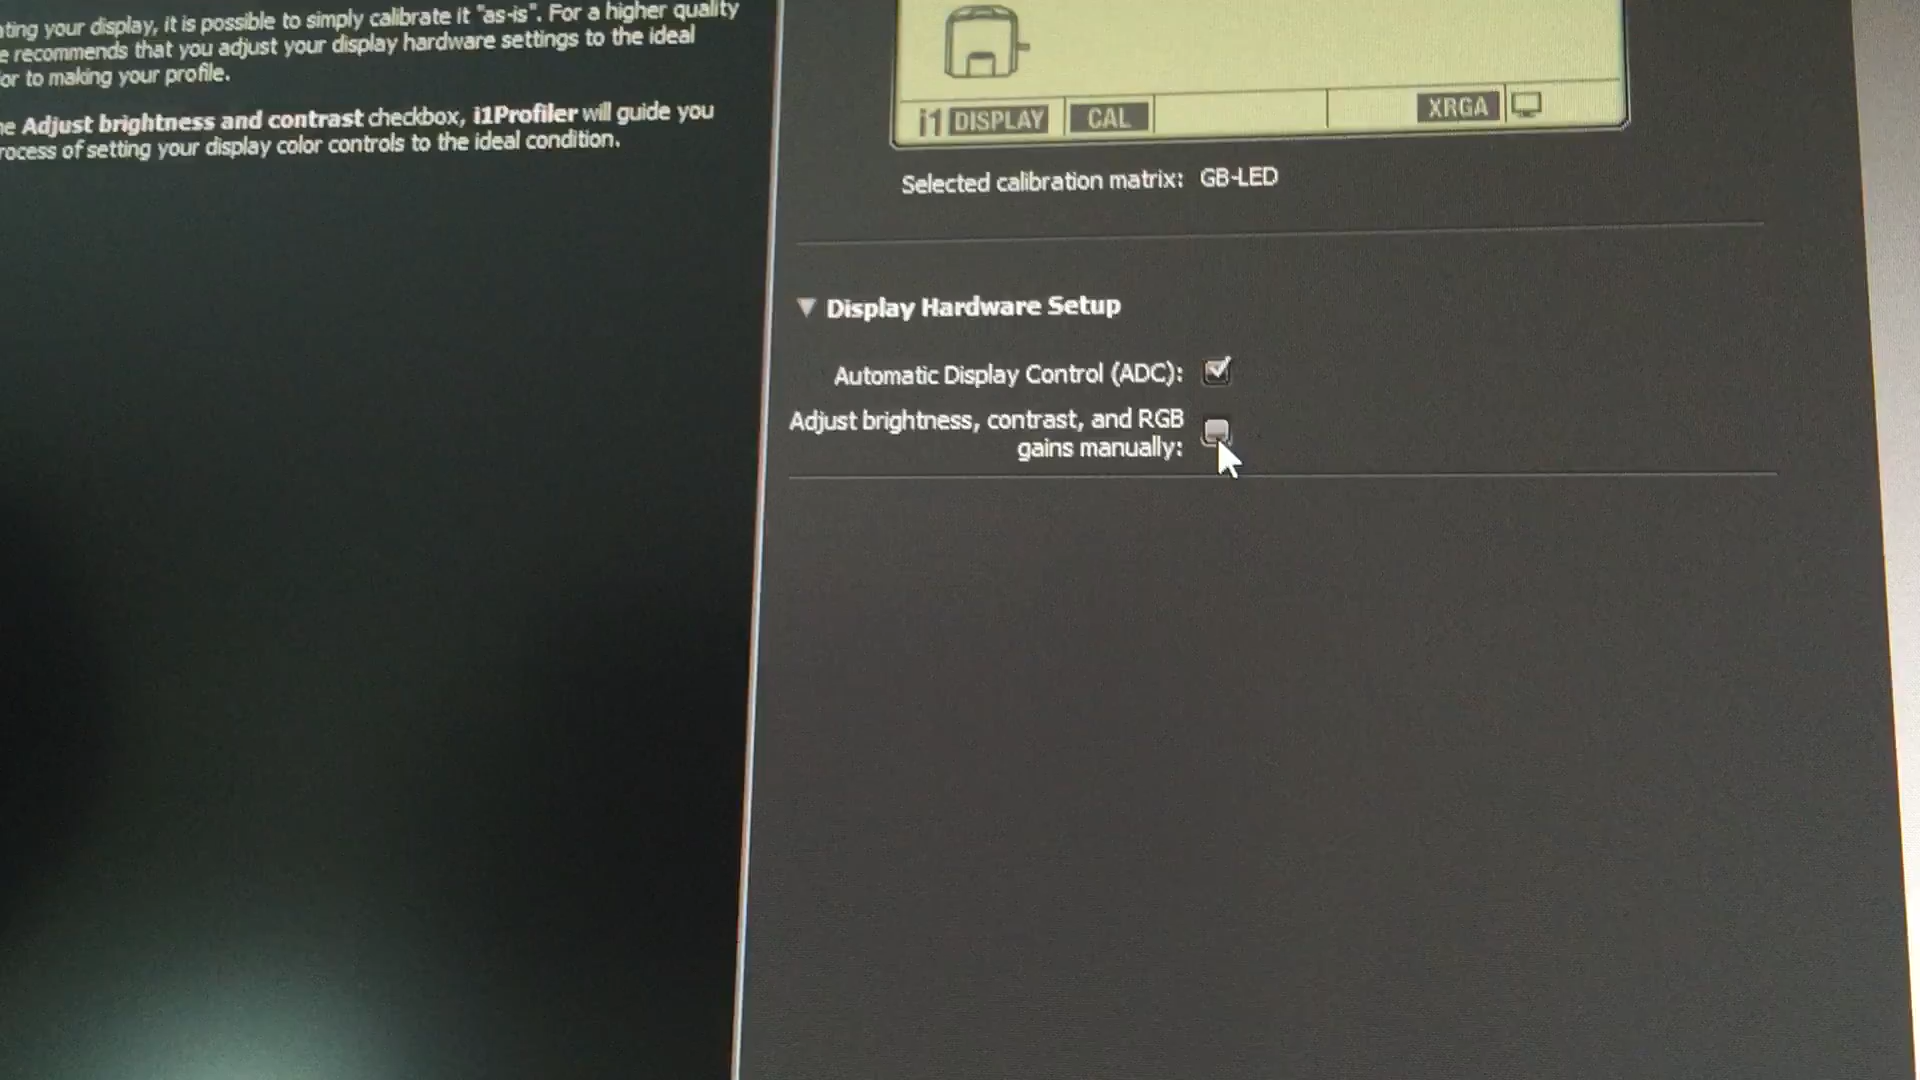 ting your display, it is possible to simply calibrate it "as-is". For a higher quality
e recommends that you adjust your display hardware settings to the ideal
or to making your profile.
e Adjust brightness and contrast checkbox, i1Profiler will guide you
rocess of setting your display color controls to the ideal condition.
i1 DISPLAY CAL XRGA
Selected calibration matrix: GB-LED
Display Hardware Setup
Automatic Display Control (ADC):
Adjust brightness, contrast, and RGB
gains manually: